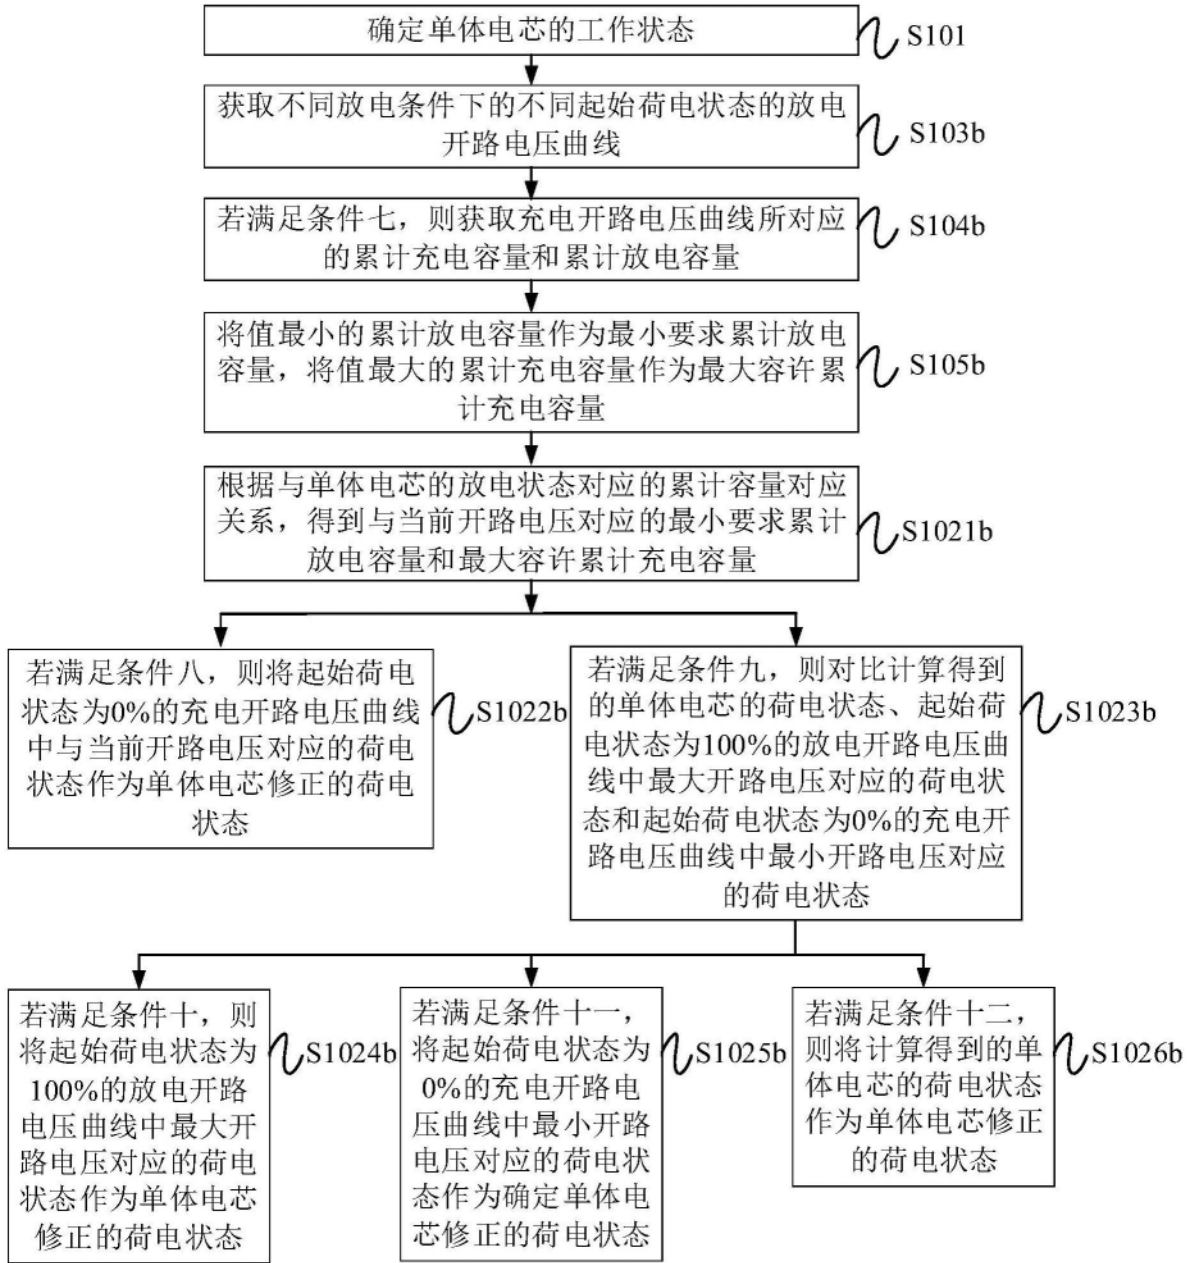 确定单体电芯的工作状态
S101
获取不同放电条件下的不同起始荷电状态的放电
开路电压曲线
S103b
若满足条件七，则获取充电开路电压曲线所对应
的累计充电容量和累计放电容量
S104b
将值最小的累计放电容量作为最小要求累计放电
容量，将值最大的累计充电容量作为最大容许累
计充电容量
S105b
根据与单体电芯的放电状态对应的累计容量对应
关系，得到与当前开路电压对应的最小要求累计
放电容量和最大容许累计充电容量
S1021b
若满足条件八，则将起始荷电
状态为0%的充电开路电压曲线
中与当前开路电压对应的荷电
状态作为单体电芯修正的荷电
状态
S1022b
若满足条件九，则对比计算得到
的单体电芯的荷电状态、起始荷
电状态为100%的放电开路电压曲
线中最大开路电压对应的荷电状
态和起始荷电状态为0%的充电开
路电压曲线中最小开路电压对应
的荷电状态
S1023b
若满足条件十，则
将起始荷电状态为
100%的放电开路
电压曲线中最大开
路电压对应的荷电
状态作为单体电芯
修正的荷电状态
S1024b
若满足条件十一，
将起始荷电状态为
0%的充电开路电
压曲线中最小开路
电压对应的荷电状
态作为确定单体电
芯修正的荷电状态
S1025b
若满足条件十二，
则将计算得到的单
体电芯的荷电状态
作为单体电芯修正
的荷电状态
S1026b